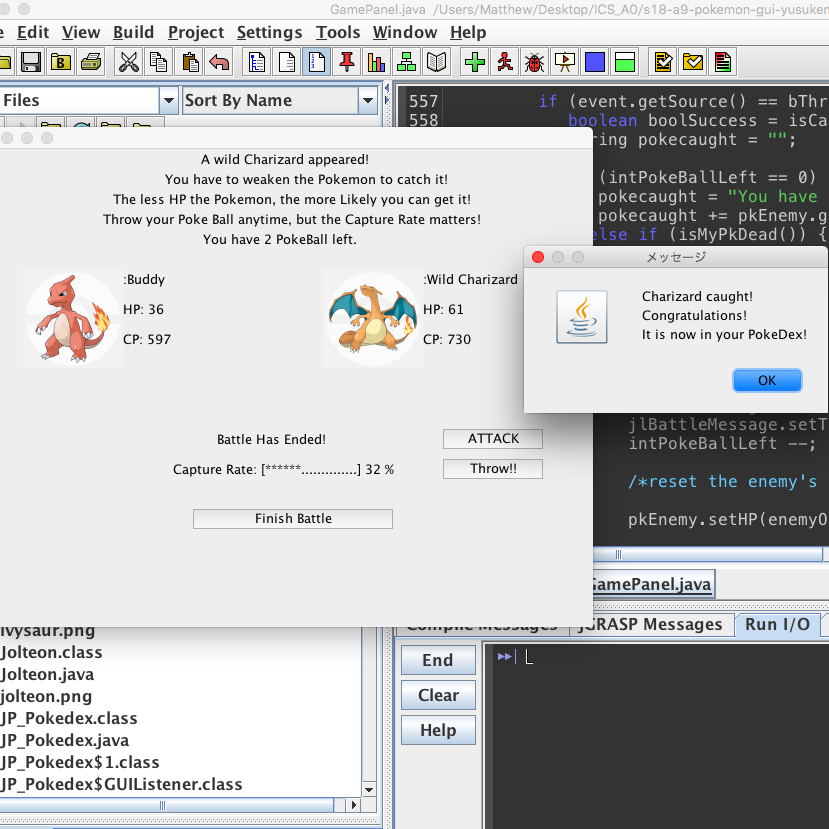 GamePanel.java /Users/Matthew/Desktop/ICS_A0/s18-a9-pokemon-gui-yusuken
Edit View Build Project Settings Tools Window Help
Files
Sort By Name
557 if (event.getSource() == bThr
558 boolean boolSuccess = isCa
ring pokecaught = "";
(intPokeBallLeft == 0)
pokecaught = "You have
pokecaught += pkEnemy.g
else if (isMyPkDead()) {
A wild Charizard appeared!
You have to weaken the Pokemon to catch it!
The less HP the Pokemon, the more Likely you can get it!
Throw your Poke Ball anytime, but the Capture Rate matters!
You have 2 PokeBall left.
:Buddy
HP: 36
CP: 597
:Wild Charizard
HP: 61
CP: 730
メッセージ
Charizard caught!
Congratulations!
It is now in your PokeDex!
OK
Battle Has Ended!
ATTACK
Capture Rate: [******.............] 32 %
Throw!!
Finish Battle
jlBattleMessage.setT
intPokeBallLeft --;
/*reset the enemy's
pkEnemy.setHP(enemyO
GamePanel.java
Compile Messages
jGRASP Messages
Run I/O
End
Clear
Help
Ivysaur.png
Jolteon.class
Jolteon.java
jolteon.png
JP_Pokedex.class
JP_Pokedex.java
JP_Pokedex$1.class
JP_Pokedex$GUIListener.class